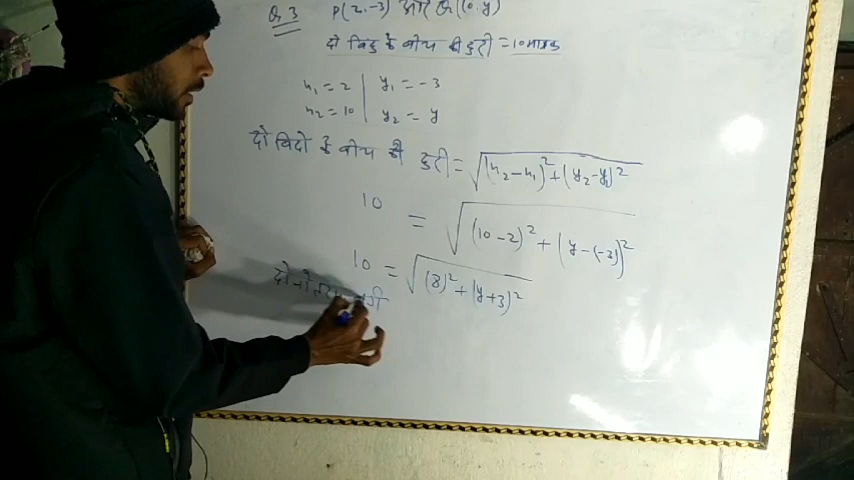 Q.3 P(2,-3) और Q(10,y)
दो बिंदु के बीच की दूरी = 10 मात्रक
x₁ = 2 | y₁ = -3
x₂ = 10 | y₂ = y
दो बिंदो के बीच की दुरी = √(x₂-x₁)²+(y₂-y₁)²
10 = √(10-2)²+(y-(-3))²
10 = √(8)²+(y+3)²
दोनो